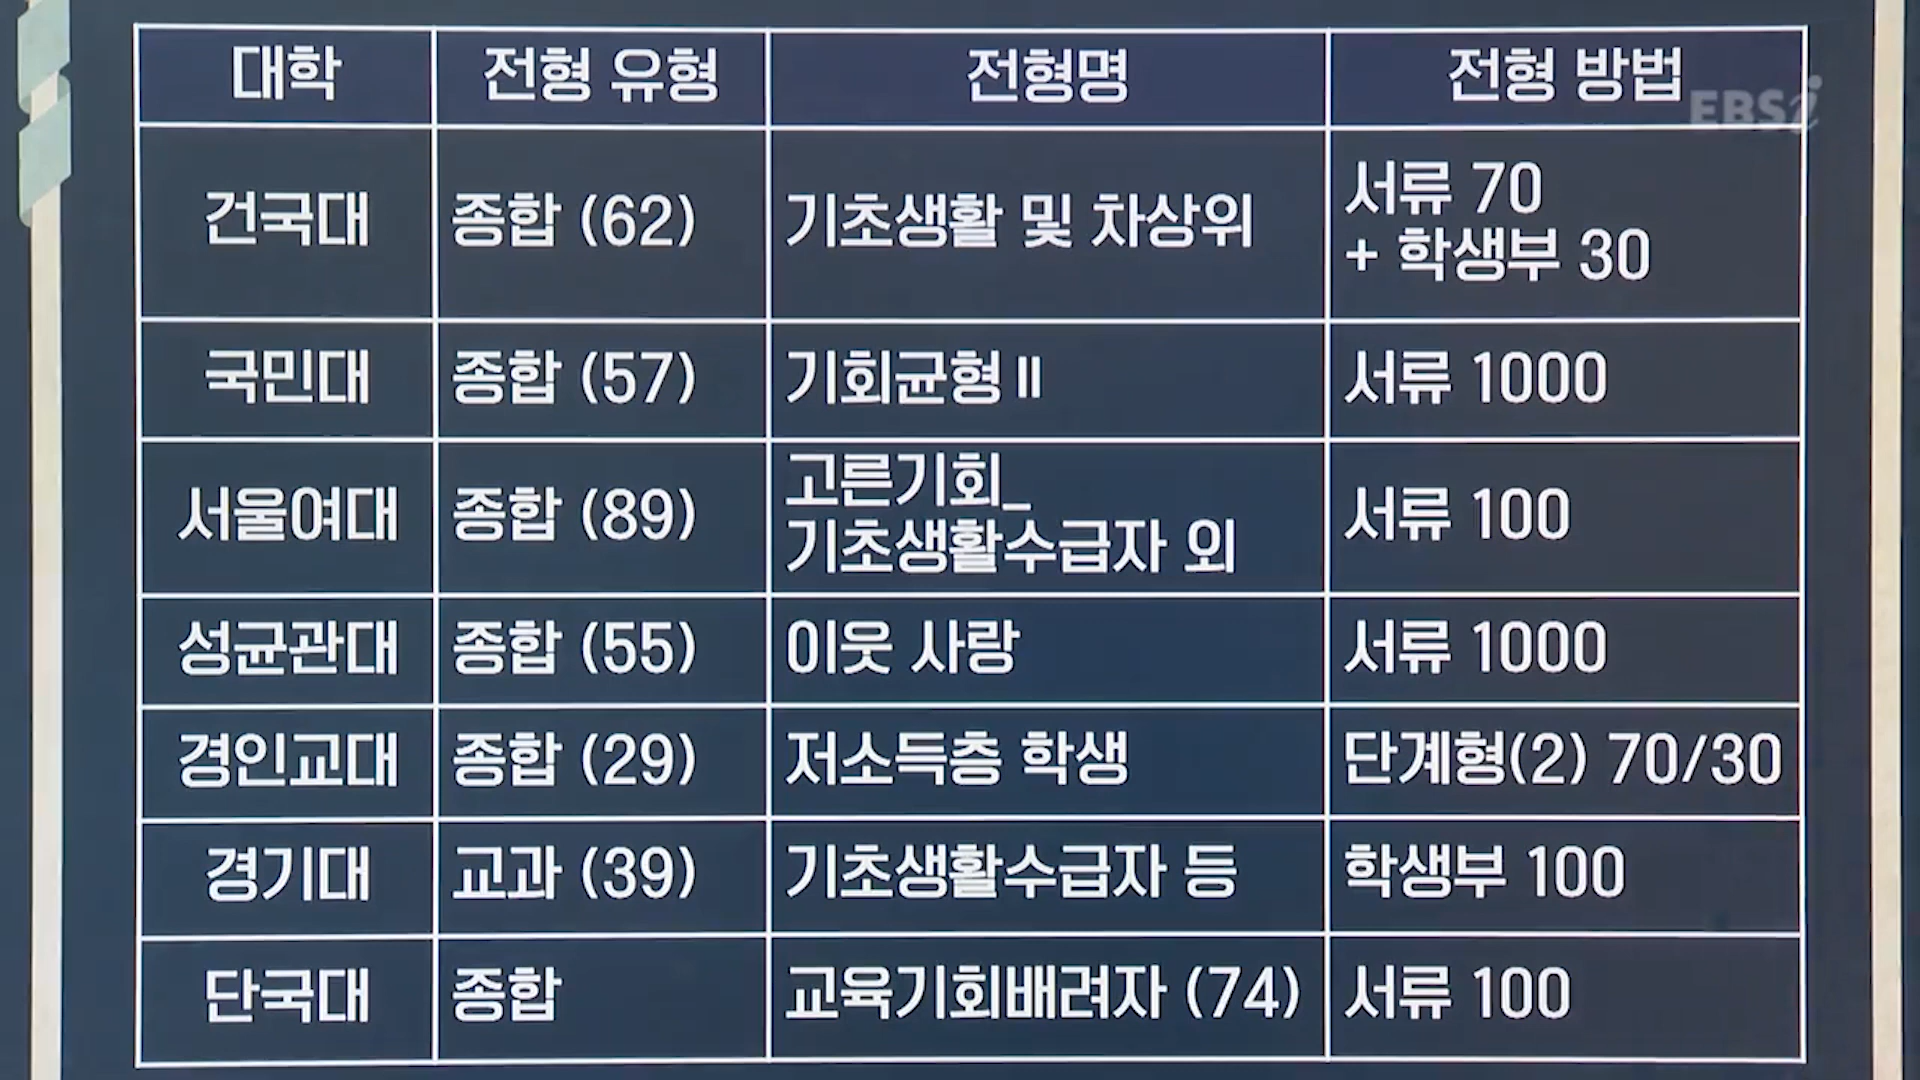 대학 전형 유형 전형명 전형 방법
EBSi
건국대 종합 (62) 기초생활 및 차상위 서류 70
+ 학생부 30
국민대 종합 (57) 기회균형Ⅱ 서류 1000
서울여대 종합 (89) 고른기회_
기초생활수급자 외 서류 100
성균관대 종합 (55) 이웃 사랑 서류 1000
경인교대 종합 (29) 저소득층 학생 단계형(2) 70/30
경기대 교과 (39) 기초생활수급자 등 학생부 100
단국대 종합 교육기회배려자 (74) 서류 100